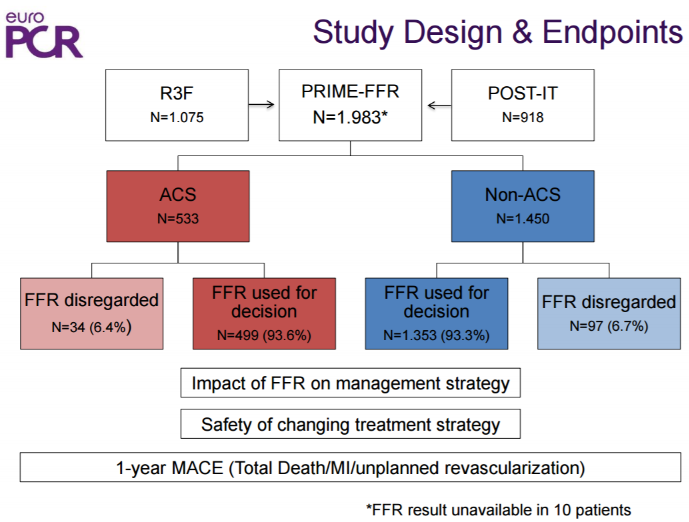 euro
PCR
Study Design & Endpoints
R3F
N=1.075
PRIME-FFR
N=1.983*
POST-IT
N=918
ACS
N=533
Non-ACS
N=1.450
FFR disregarded
N=34 (6.4%)
FFR used for
decision
N=499 (93.6%)
FFR used for
decision
N=1.353 (93.3%)
FFR disregarded
N=97 (6.7%)
Impact of FFR on management strategy
Safety of changing treatment strategy
1-year MACE (Total Death/MI/unplanned revascularization)
*FFR result unavailable in 10 patients